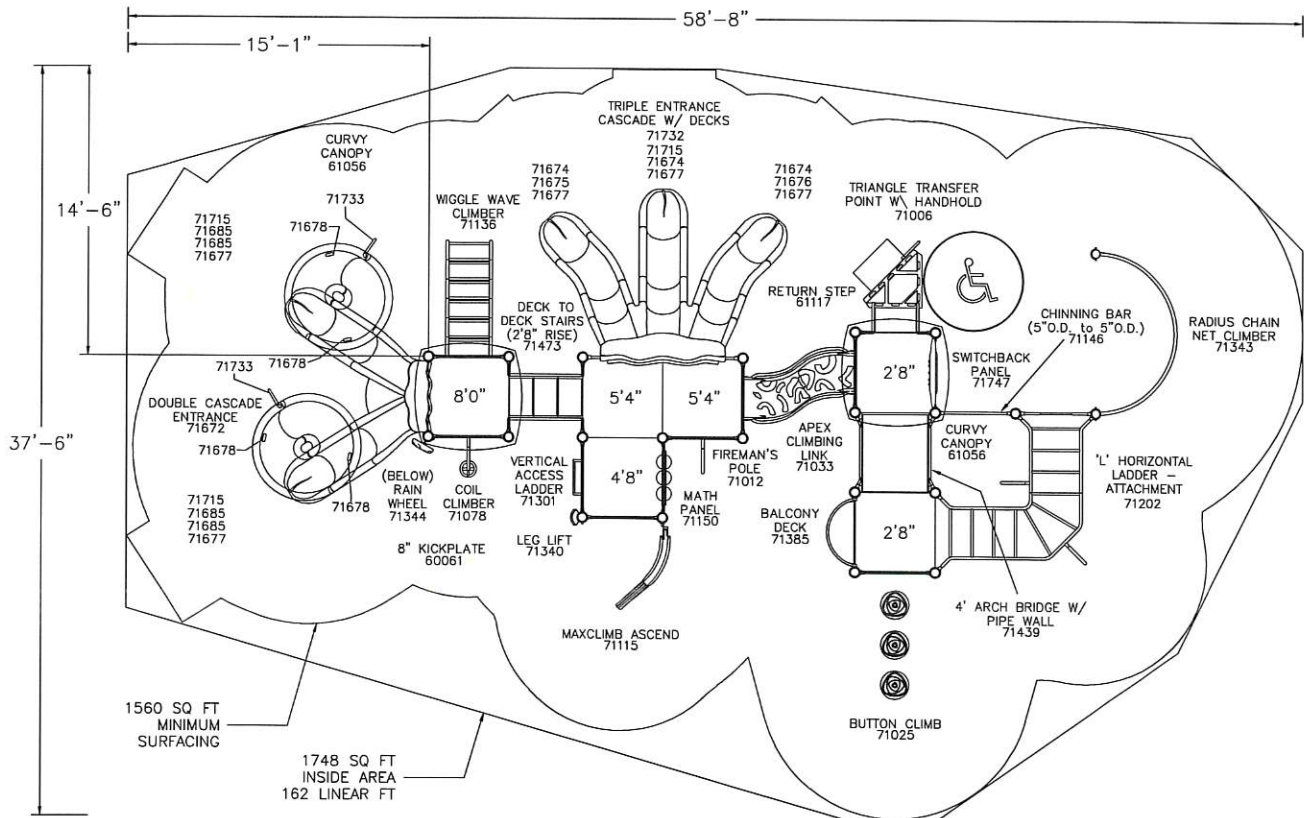 58'-8"
15'-1"
14'-6"
37'-6"
TRIPLE ENTRANCE
CASCADE W/ DECKS
71732
71715
71674
71677
CURVY
CANOPY
61056
71674
71675
71677
71674
71676
71677
71733
71678
WIGGLE WAVE
CLIMBER
71136
TRIANGLE TRANSFER
POINT W\ HANDHOLD
71006
71715
71685
71685
71677
RETURN STEP
61117
DECK TO
DECK STAIRS
(2'8" RISE)
71473
CHINNING BAR
(5"O.D. to 5"O.D.)
71146
RADIUS CHAIN
NET CLIMBER
71343
71678
71733
SWITCHBACK
PANEL
71747
DOUBLE CASCADE
ENTRANCE
71672
71678
8'0"
5'4"
5'4"
2'8"
APEX
CLIMBING
LINK
71033
CURVY
CANOPY
61056
'L' HORIZONTAL
LADDER –
ATTACHMENT
71202
71678
(BELOW)
RAIN
WHEEL
71344
COIL
CLIMBER
71078
VERTICAL
ACCESS
LADDER
71301
4'8"
FIREMAN'S
POLE
71012
MATH
PANEL
71150
BALCONY
DECK
71385
2'8"
71715
71685
71685
71677
8" KICKPLATE
60061
LEG LIFT
71340
MAXCLIMB ASCEND
71115
4' ARCH BRIDGE W/
PIPE WALL
71439
BUTTON CLIMB
71025
1560 SQ FT
MINIMUM
SURFACING
1748 SQ FT
INSIDE AREA
162 LINEAR FT